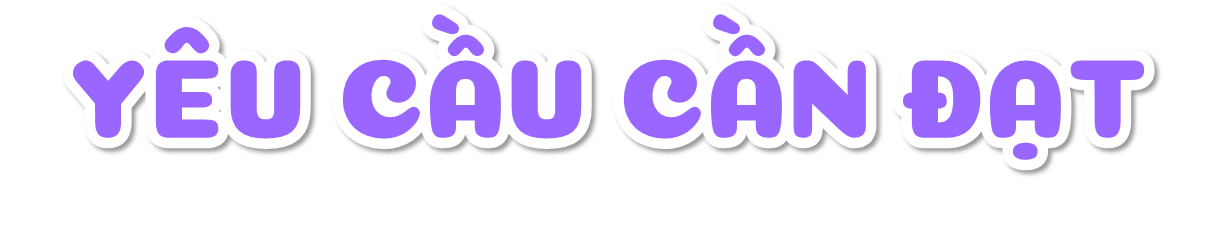 YÊU CẦU CẦN ĐẠT